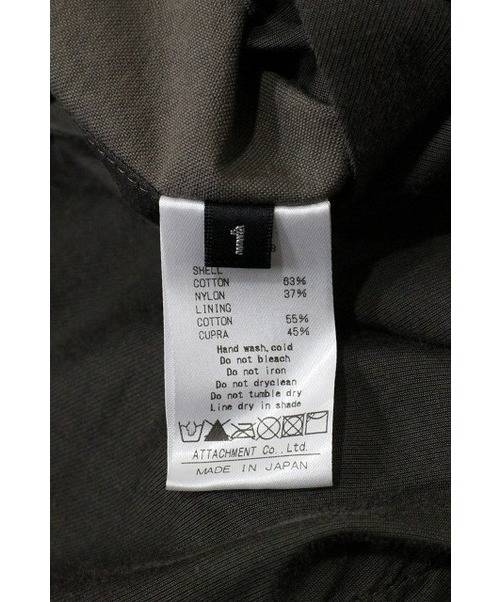 1
SHELL
COTTON 63%
NYLON 37%
LINING
COTTON 55%
CUPRA 45%
Hand wash.cold
Do not bleach
Do not iron
Do not dryclean
Do not tumble dry
Line dry in shade
ATTACHMENT Co.,Ltd.
MADE IN JAPAN